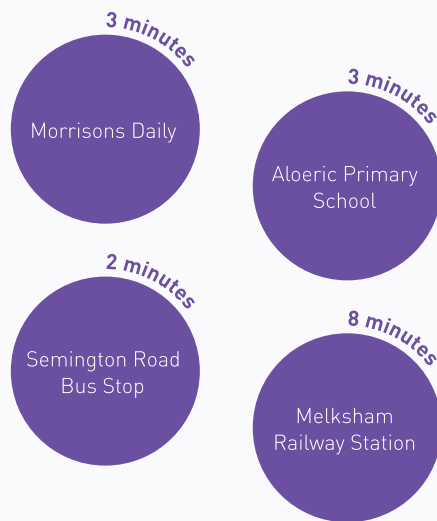 3 minutes
Morrisons Daily
3 minutes
Aloeric Primary
School
2 minutes
Semington Road
Bus Stop
8 minutes
Melksham
Railway Station